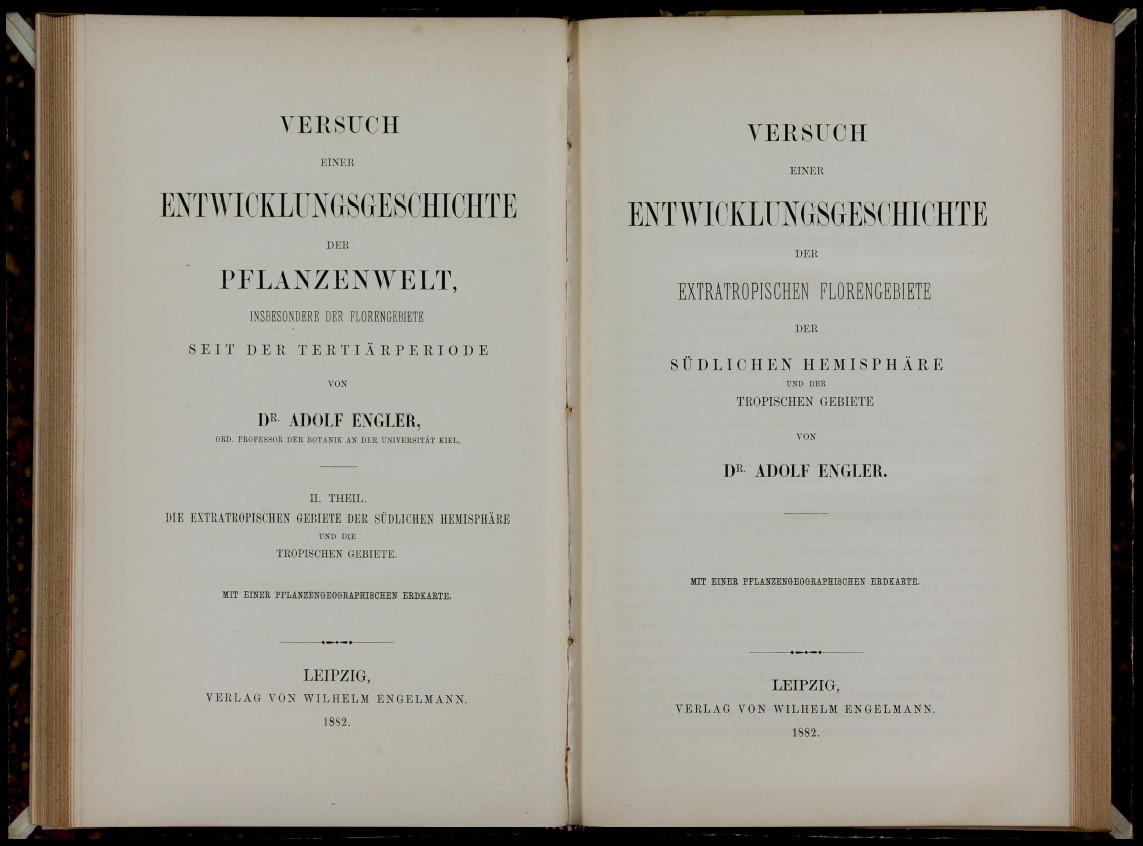 VERSUCH
EINER
ENTWICKLUNGSGESCHICHTE
DER
PFLANZENWELT,
INSBESONDERE DER FLORENGEBIETE
SEIT DER TERTIÄRPERIODE
VON
DR. ADOLF ENGLER,
ORD. PROFESSOR DER BOTANIK AN DER UNIVERSITÄT KIEL.
II. THEIL.
DIE EXTRATROPISCHEN GEBIETE DER SÜDLICHEN HEMISPHÄRE
UND DIE
TROPISCHEN GEBIETE.
MIT EINER PFLANZENGEOGRAPHISCHEN ERDKARTE.
LEIPZIG,
VERLAG VON WILHELM ENGELMANN.
1882.
VERSUCH
EINER
ENTWICKLUNGSGESCHICHTE
DER
EXTRATROPISCHEN FLORENGEBIETE
DER
SÜDLICHEN HEMISPHÄRE
UND DER
TROPISCHEN GEBIETE
VON
DR. ADOLF ENGLER.
MIT EINER PFLANZENGEOGRAPHISCHEN ERDKARTE.
LEIPZIG,
VERLAG VON WILHELM ENGELMANN.
1882.